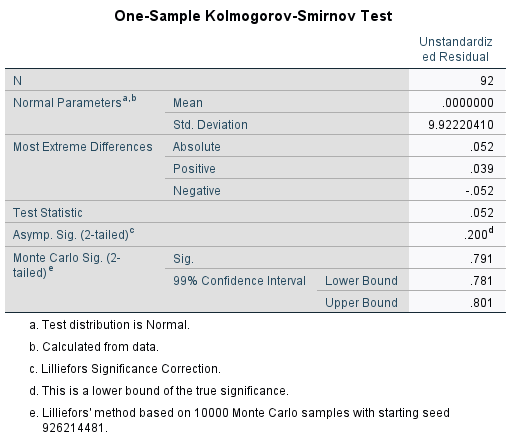 One-Sample Kolmogorov-Smirnov Test
Unstandardiz
ed Residual
N 92
Normal Parametersa,b Mean .0000000
Std. Deviation 9.92220410
Most Extreme Differences Absolute .052
Positive .039
Negative -.052
Test Statistic .052
Asymp. Sig. (2-tailed)c .200d
Monte Carlo Sig. (2-
tailed)e Sig. .791
99% Confidence Interval Lower Bound .781
Upper Bound .801
a. Test distribution is Normal.
b. Calculated from data.
c. Lilliefors Significance Correction.
d. This is a lower bound of the true significance.
e. Lilliefors' method based on 10000 Monte Carlo samples with starting seed
926214481.